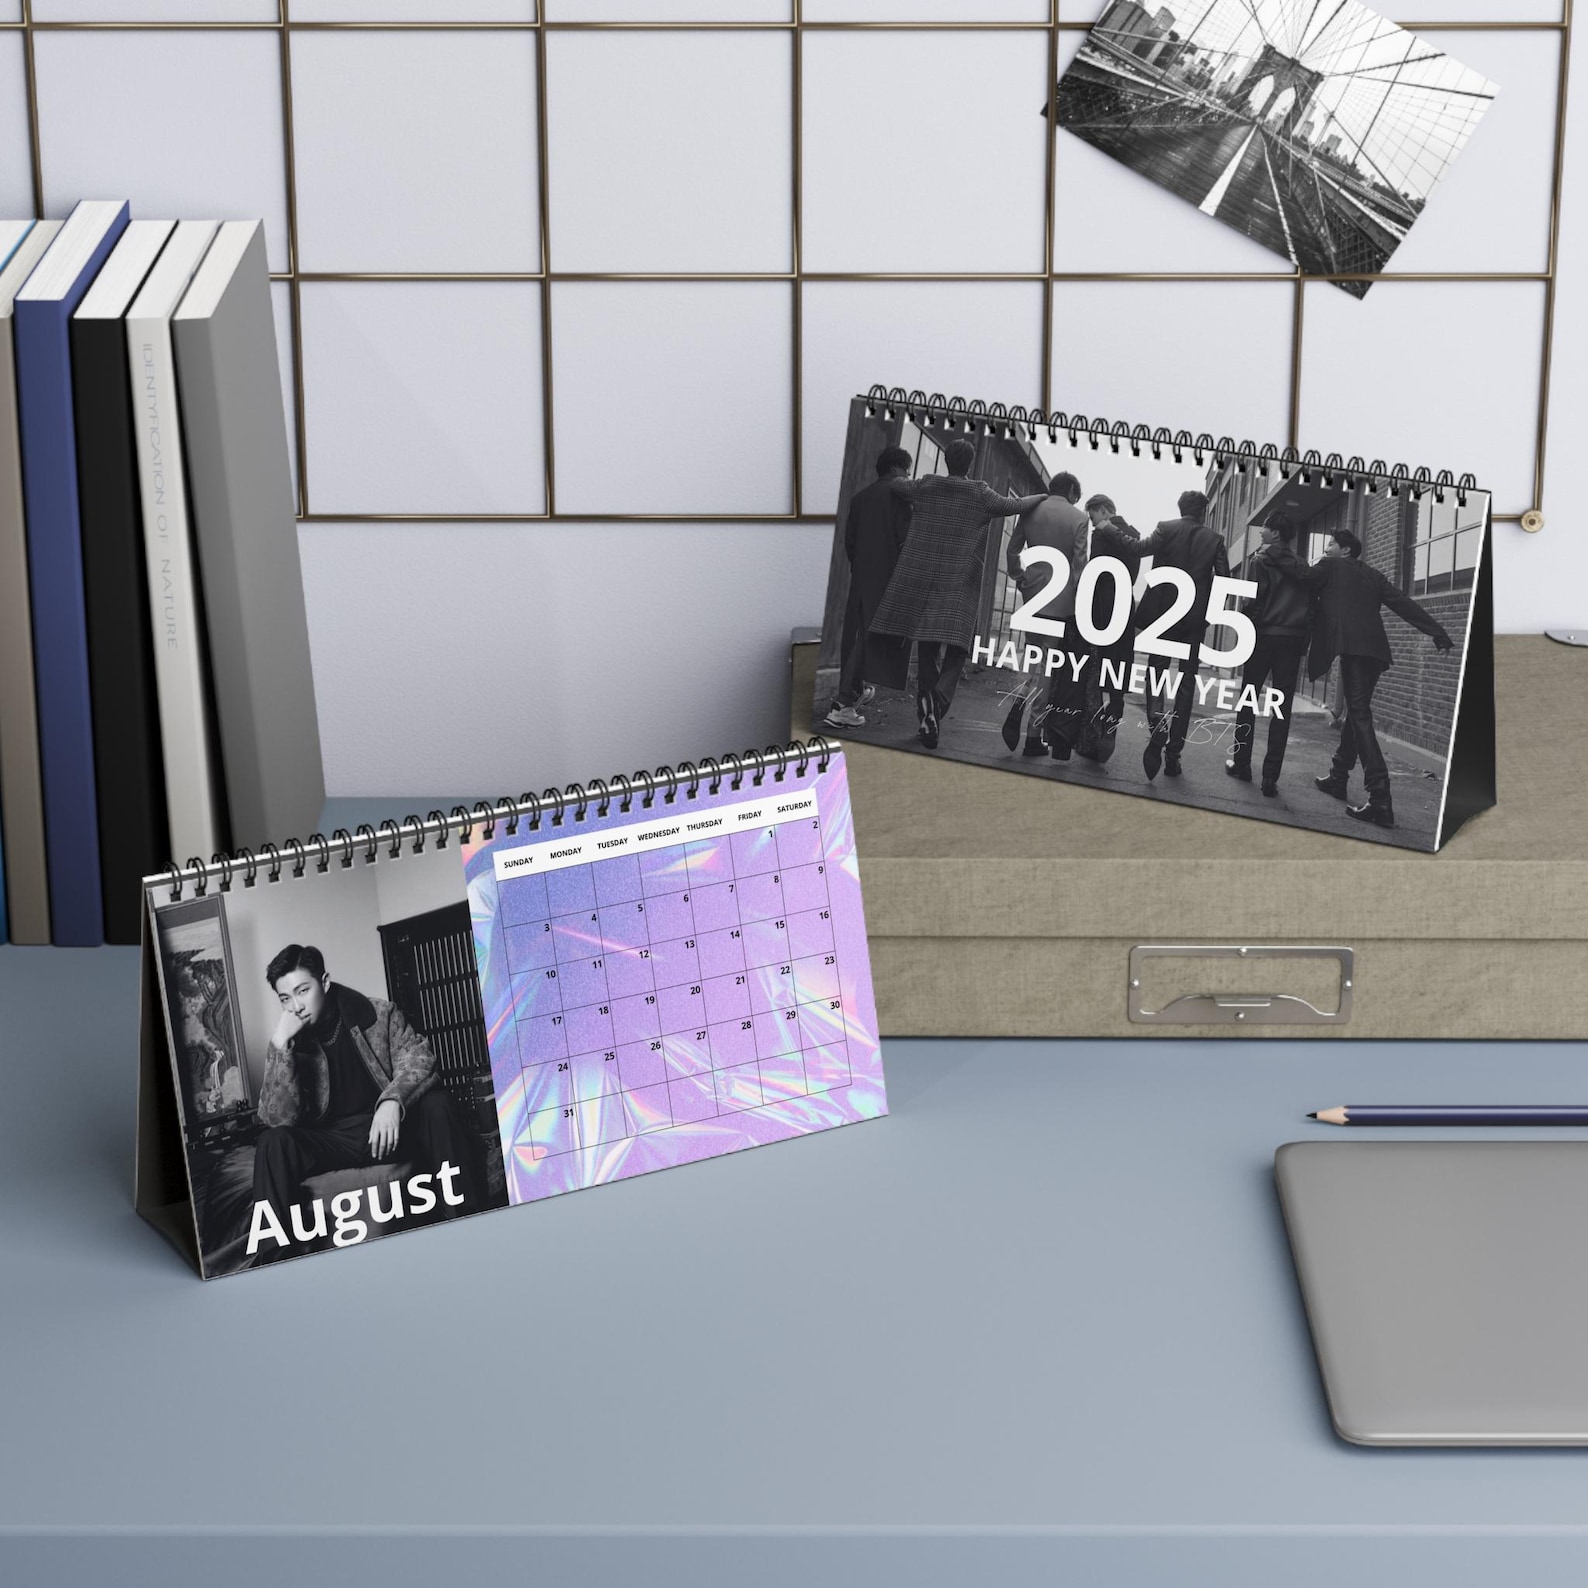 IDENTYFICATION OF NATURE
2025
HAPPY NEW YEAR
All year long with BTS
SUNDAY MONDAY TUESDAY WEDNESDAY THURSDAY FRIDAY SATURDAY
1 2
3 4 5 6 7 8 9
10 11 12 13 14 15 16
17 18 19 20 21 22 23
24 25 26 27 28 29 30
31
August